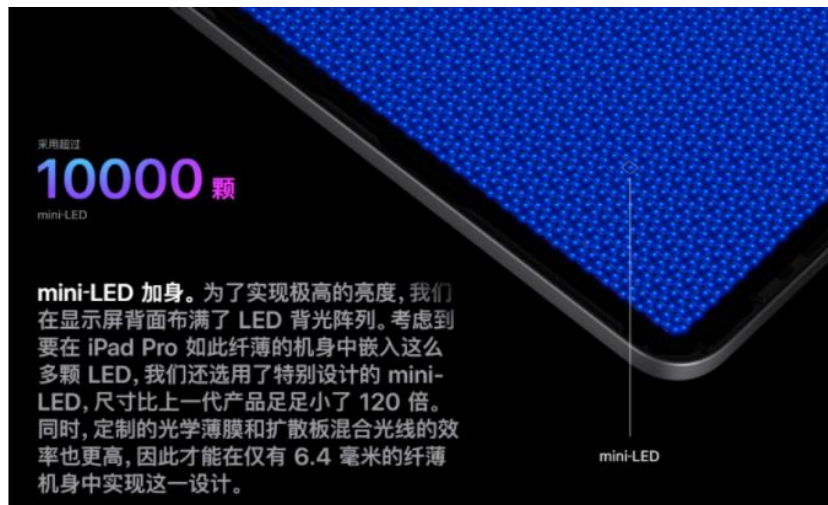 采用超过
10000 颗
mini-LED
mini-LED 加身。为了实现极高的亮度，我们
在显示屏背面布满了 LED 背光阵列。考虑到
要在 iPad Pro 如此纤薄的机身中嵌入这么
多颗 LED，我们还选用了特别设计的 mini-
LED，尺寸比上一代产品足足小了 120 倍。
同时，定制的光学薄膜和扩散板混合光线的效
率也更高，因此才能在仅有 6.4 毫米的纤薄
机身中实现这一设计。
mini-LED